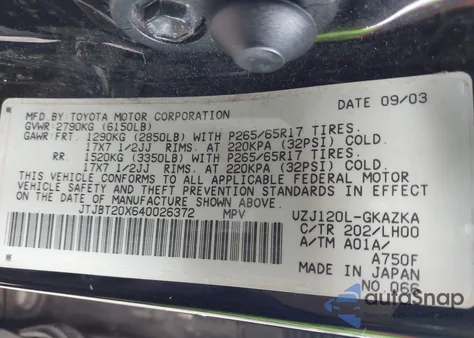 MFD BY TOYOTA MOTOR CORPORATION DATE 09/03
GVWR 2790KG (6150LB)
GAWR: FRT. 1290KG (2850LB) WITH P265/65R17 TIRES.
17X7 1/2JJ RIMS. AT 220KPA (32PSI) COLD.
RR. 1520KG (3350LB) WITH P265/65R17 TIRES.
17X7 1/2JJ RIMS. AT 220KPA (32PSI) COLD.
THIS VEHICLE CONFORMS TO ALL APPLICABLE FEDERAL MOTOR
VEHICLE SAFETY AND THEFT PREVENTION STANDARDS IN EFFECT
ON THE DATE OF MANUFACTURE SHOWN ABOVE.
JTJBT20X640026372 MPV
UZJ120L-GKAZKA
C/TR 202/LH00
A/TM A01A/
A750F
MADE IN JAPAN
NO.066
autoSnap